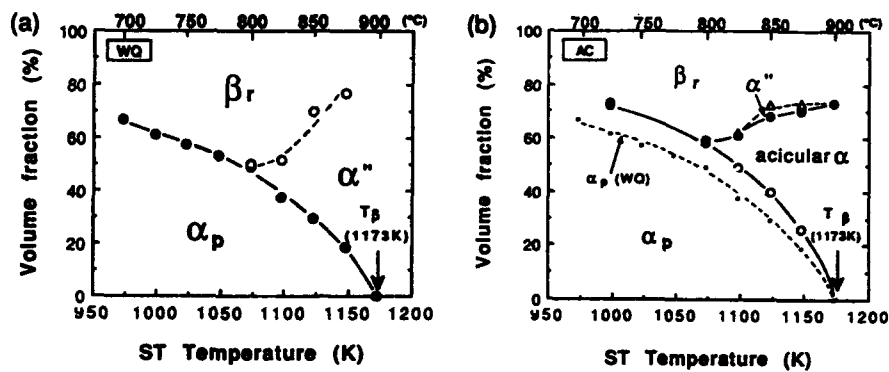 (a)
700 750 800 850 900 (°C)
WQ
100
80
60
40
20
0
Volume fraction (%)
βr
α"
αp
Tβ
(1173K)
950 1000 1050 1100 1150 1200
ST Temperature (K)
(b)
700 750 800 850 900 (°C)
AC
100
80
60
40
20
0
Volume fraction (%)
βr
α"
acicular α
αp (WQ)
αp
Tβ
(1173K)
950 1000 1050 1100 1150 1200
ST Temperature (K)